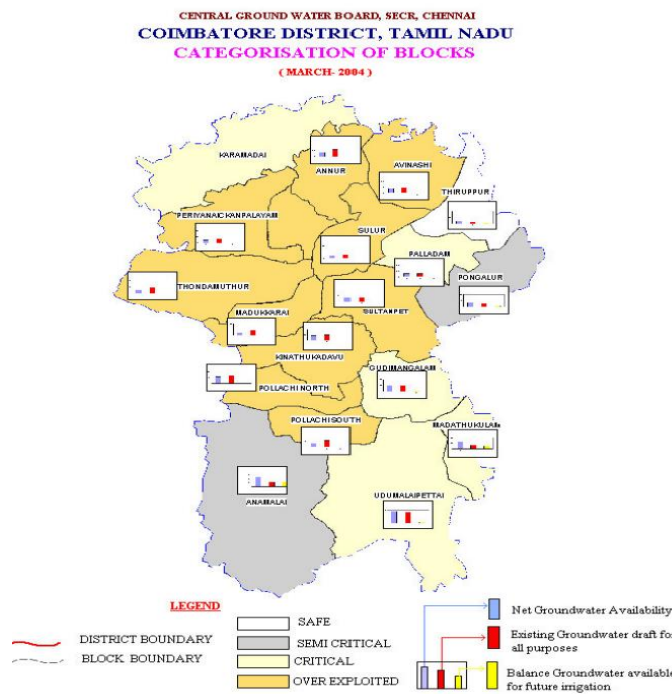 CENTRAL GROUND WATER BOARD, SECR, CHENNAI
COIMBATORE DISTRICT, TAMIL NADU
CATEGORISATION OF BLOCKS
( MARCH- 2004 )
KARAMADAI
ANNUR
AVINASHI
THIRUPPUR
PERIYANAICKANPALAYAM
SULUR
PALLADAM
PONGALUR
THONDAMUTHUR
SULTANPET
MADUKKARAI
KINATHUKADAVU
GUDIMANGALAM
POLLACHI NORTH
POLLACHI SOUTH
MADATHUKULAM
ANAMALAI
UDUMALAIPETTAI
LEGEND
DISTRICT BOUNDARY
BLOCK BOUNDARY
SAFE
SEMI CRITICAL
CRITICAL
OVER EXPLOITED
Net Groundwater Availability
Existing Groundwater draft for
all purposes
Balance Groundwater available
for future irrigation